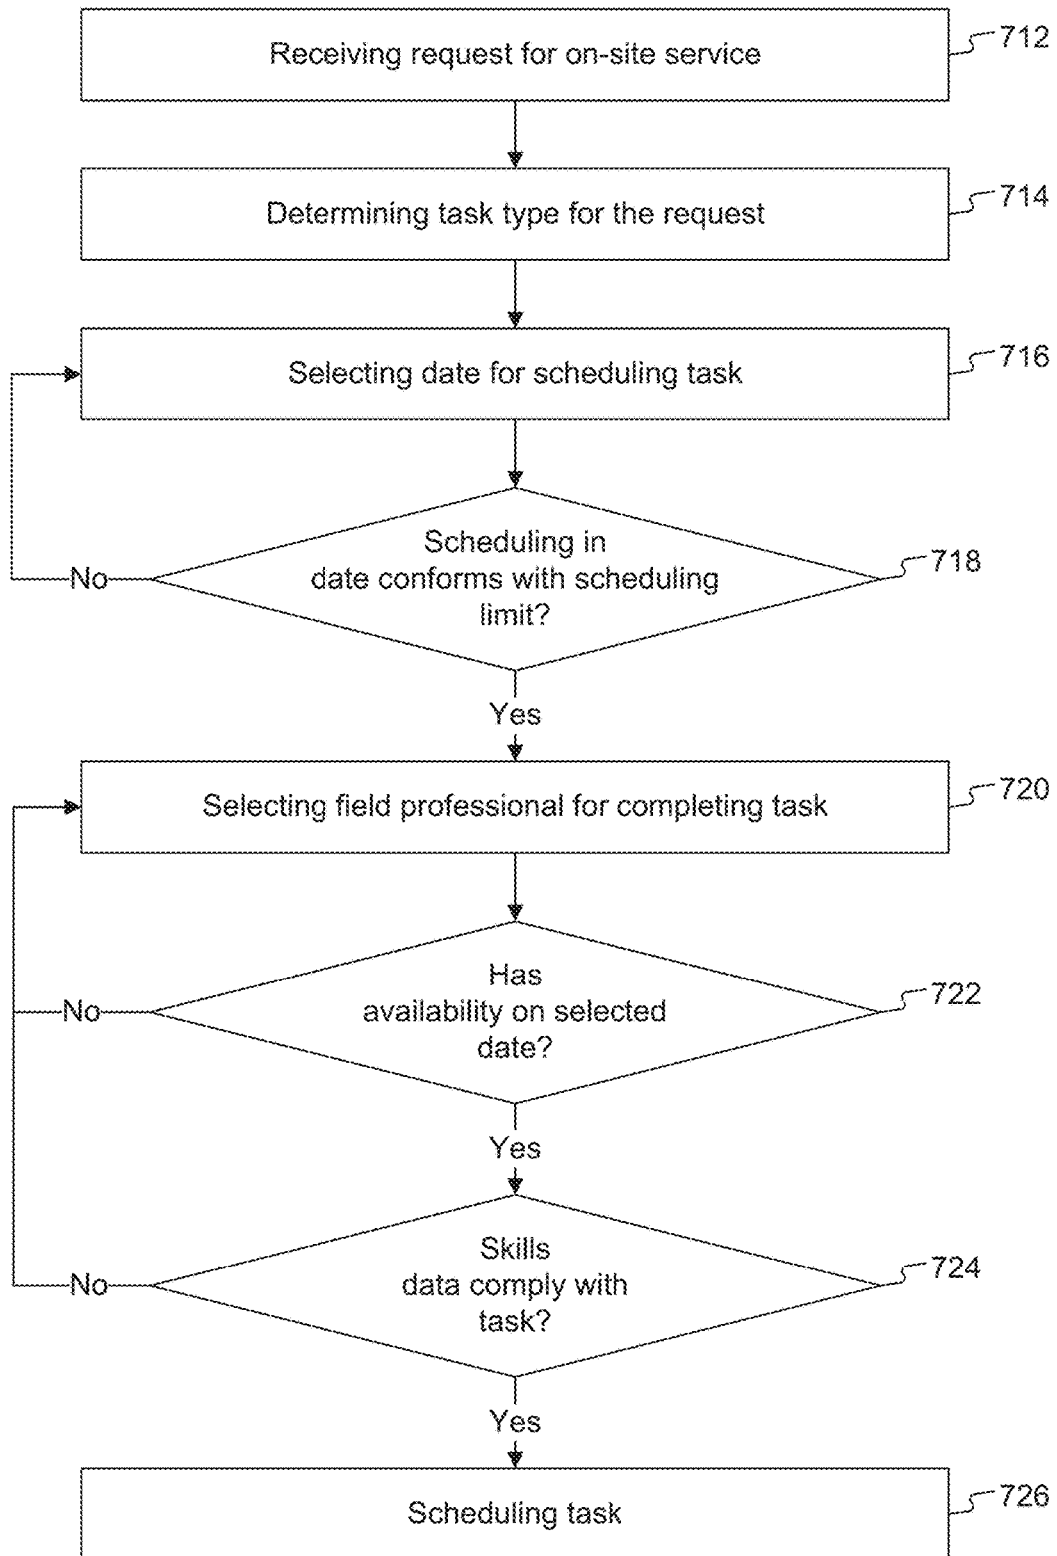 Receiving request for on-site service
712
Determining task type for the request
714
Selecting date for scheduling task
716
Scheduling in
date conforms with scheduling
limit?
718
No
Yes
Selecting field professional for completing task
720
Has
availability on selected
date?
722
No
Yes
Skills
data comply with
task?
724
No
Yes
Scheduling task
726